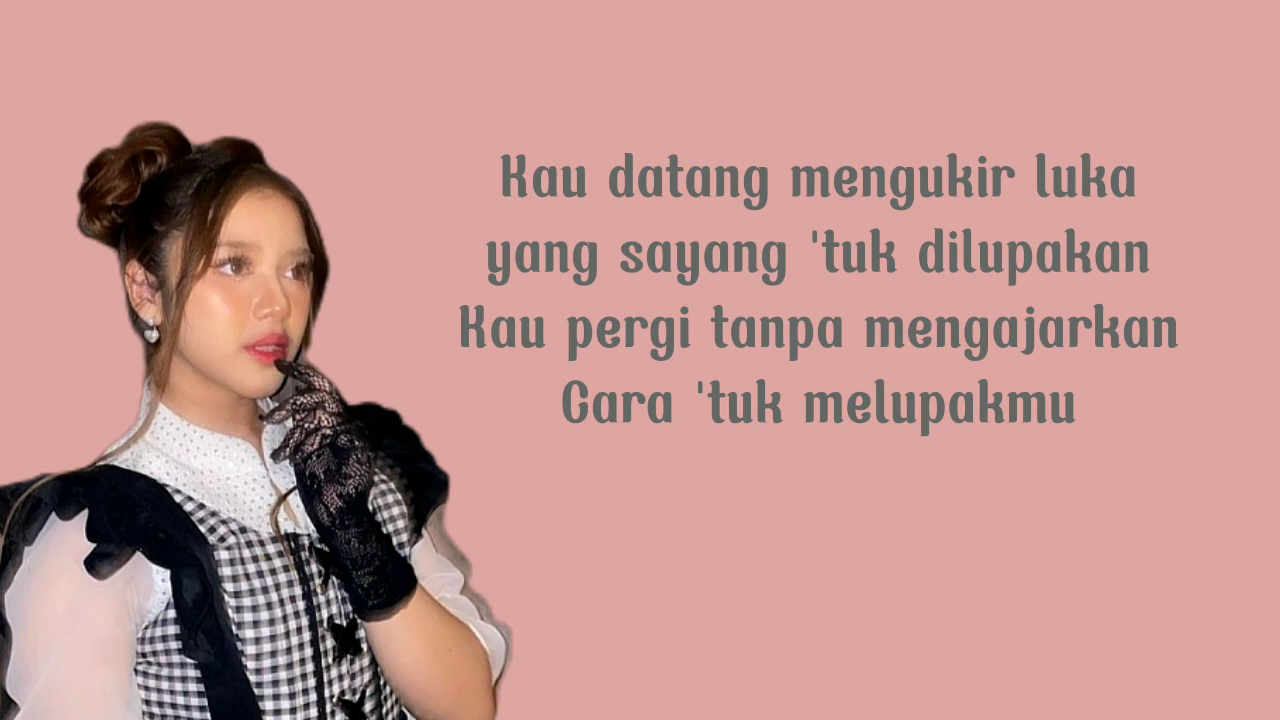 Kau datang mengukir luka
yang sayang 'tuk dilupakan
Kau pergi tanpa mengajarkan
Cara 'tuk melupakmu